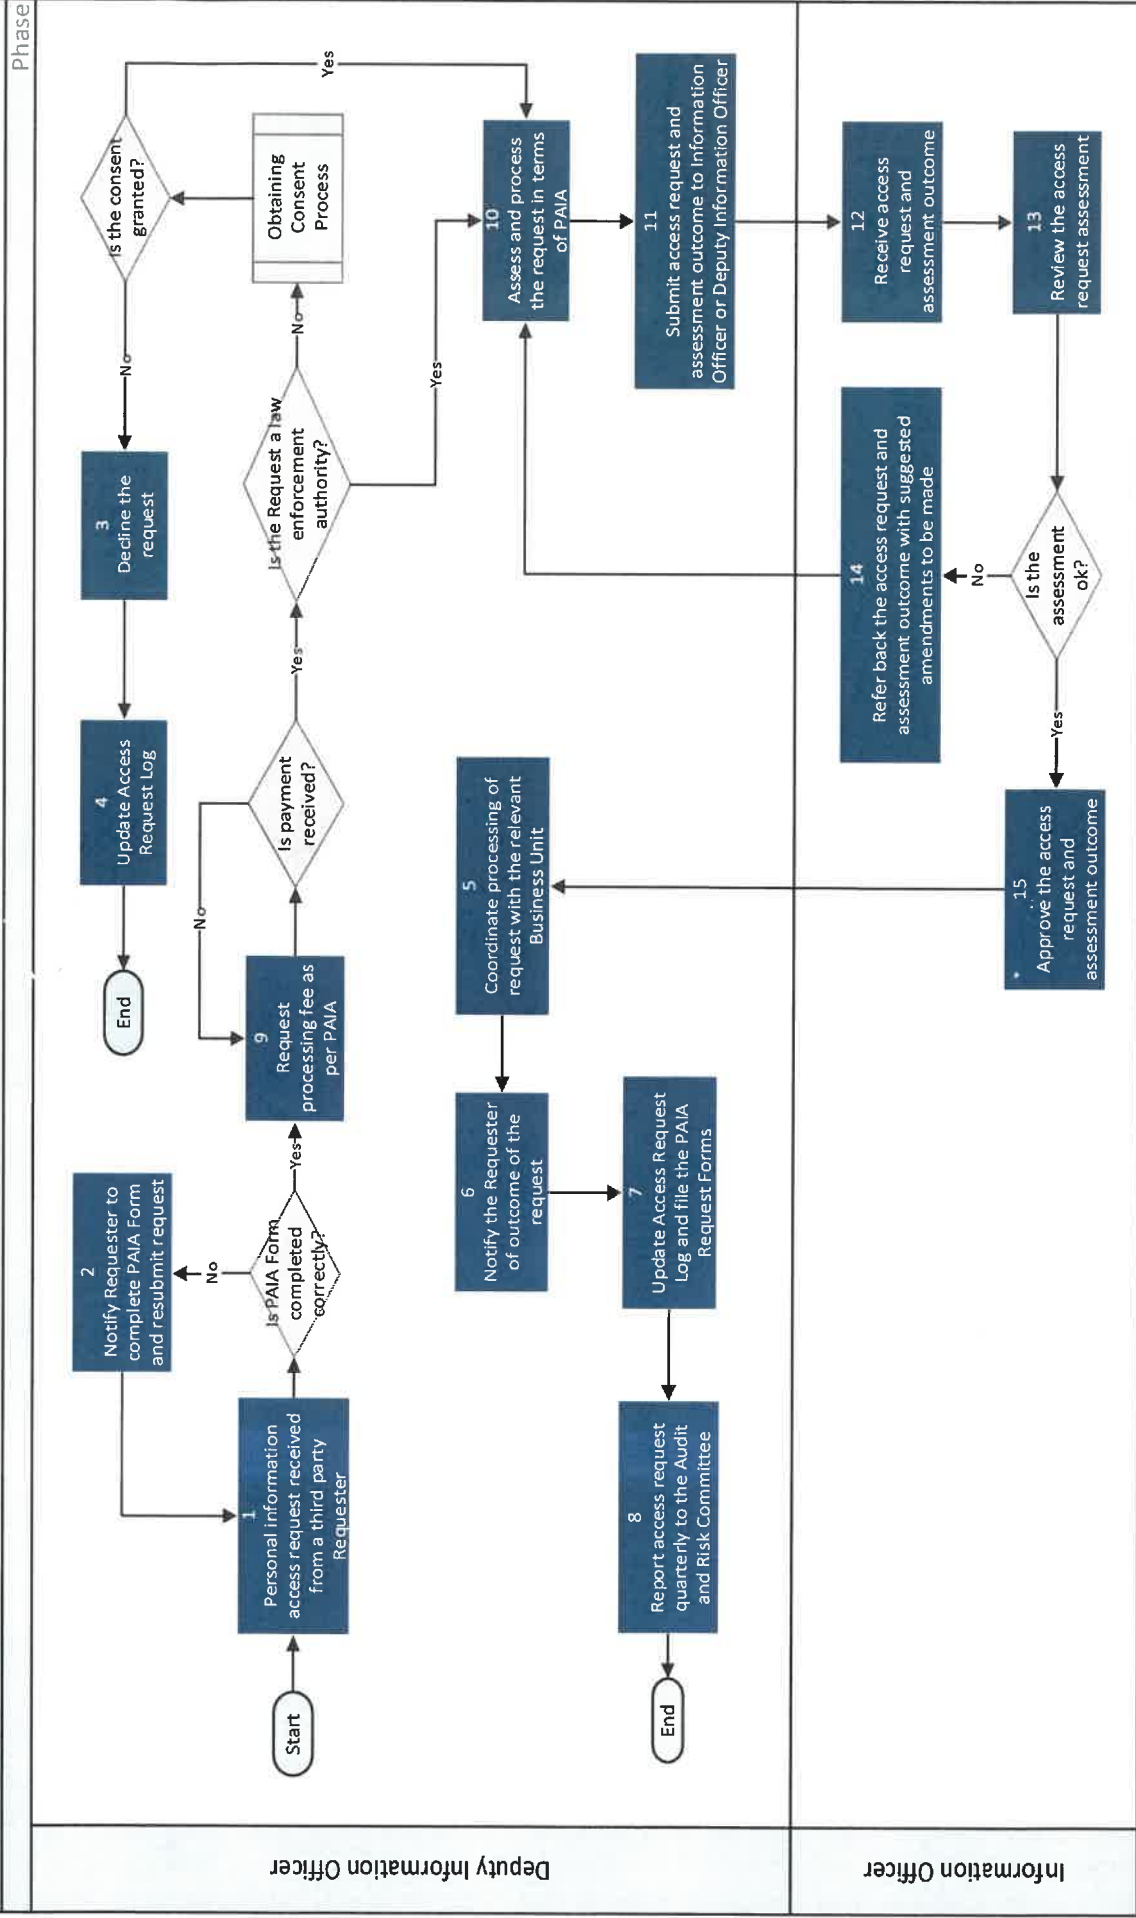 Phase
Deputy Information Officer
Start
1
Personal information
access request received
from a third party
Requester
Is PAIA Form
completed
correctly?
No
2
Notify Requester to
complete PAIA Form
and resubmit request
Yes
9
Request
processing fee as
per PAIA
Is payment
received?
No
Yes
Is the Request a law
enforcement
authority?
No
Obtaining
Consent
Process
Is the consent
granted?
No
3
Decline the
request
4
Update Access
Request Log
End
Yes
Yes
10
Assess and process
the request in terms
of PAIA
11
Submit access request and
assessment outcome to Information
Officer or Deputy Information Officer
5
Coordinate processing of
request with the relevant
Business Unit
6
Notify the Requester
of outcome of the
request
7
Update Access Request
Log and file the PAIA
Request Forms
8
Report access request
quarterly to the Audit
and Risk Committee
End
Information Officer
12
Receive access
request and
assessment outcome
13
Review the access
request assessment
Is the
assessment
ok?
No
14
Refer back the access request and
assessment outcome with suggested
amendments to be made
Yes
15
Approve the access
request and
assessment outcome